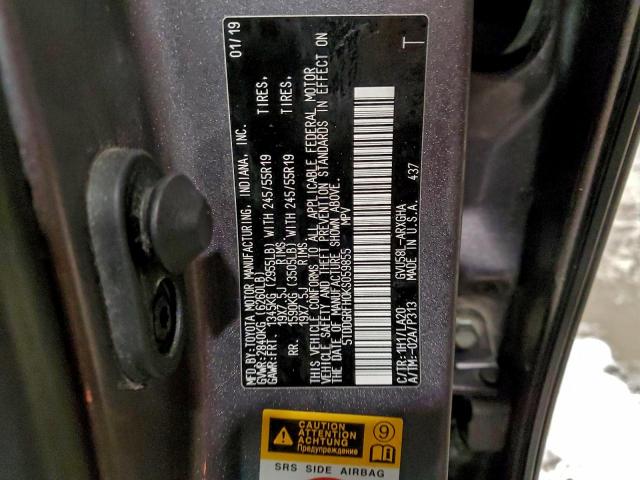 MFD.BY:TOYOTA MOTOR MANUFACTURING, INDIANA, INC. 01/19
GVWR:2840KG(6260LB)
GAWR:FRT. 1345KG(2955LB)WITH 245/55R19 TIRES,
19X7.5J RIMS,
RR. 1590KG(3505LB)WITH 245/55R19 TIRES,
19X7.5J RIMS,
THIS VEHICLE CONFORMS TO ALL APPLICABLE FEDERAL MOTOR
VEHICLE SAFETY AND THEFT PREVENTION STANDARDS IN EFFECT ON
THE DATE OF MANUFACTURE SHOWN ABOVE.
5TDDGRFH0KS059855 MPV
C/TR:1H1/LA20 GVU58L-ARXGHA
A/TM:-02A/P313 MADE IN U.S.A. 437
T
CAUTION
ATTENTION
ACHTUNG
Предупреждение
9
SRS SIDE AIRBAG